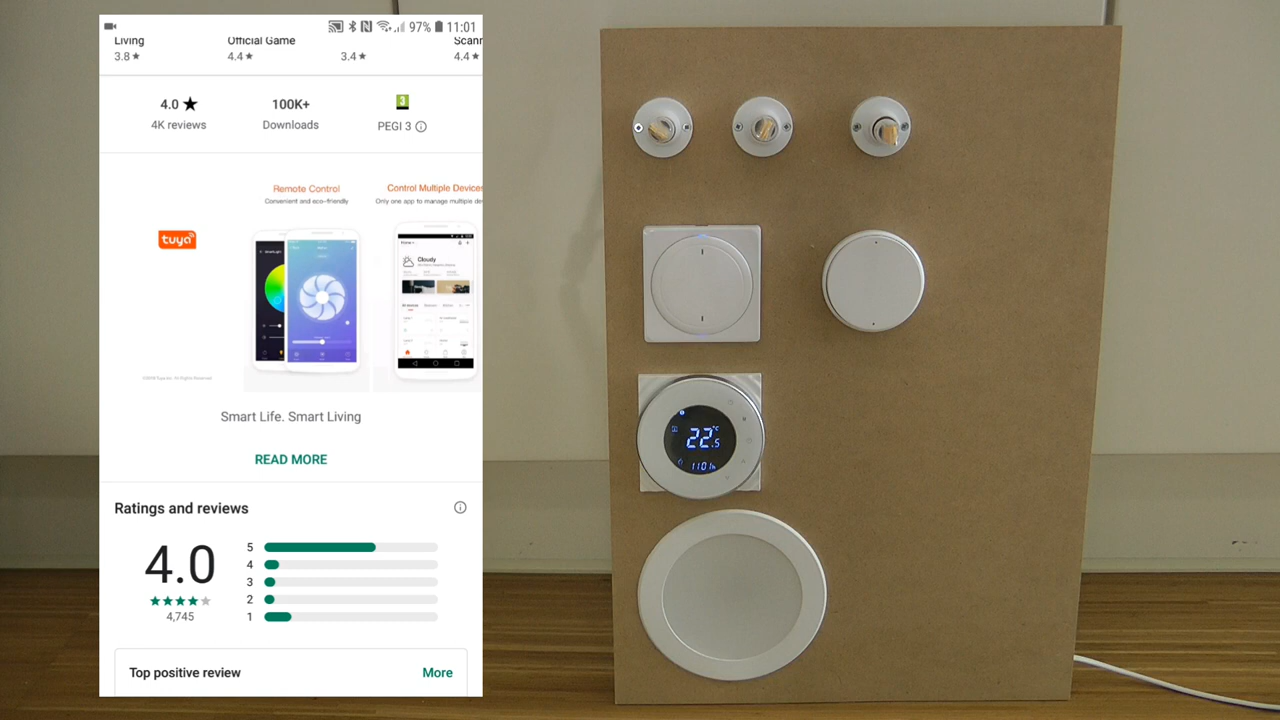 97% 11:01
Living Official Game Scann
3.8★ 4.4★ 3.4★ 4.4★
4.0 ★ 100K+ 3
4K reviews Downloads PEGI 3
Remote Control Control Multiple Devices
Convenient and eco-friendly Only one app to manage multiple dev
tuya
Cloudy
Smart Life. Smart Living
READ MORE
Ratings and reviews
4.0
★★★★★
4,745
5
4
3
2
1
Top positive review More
22.5 °C